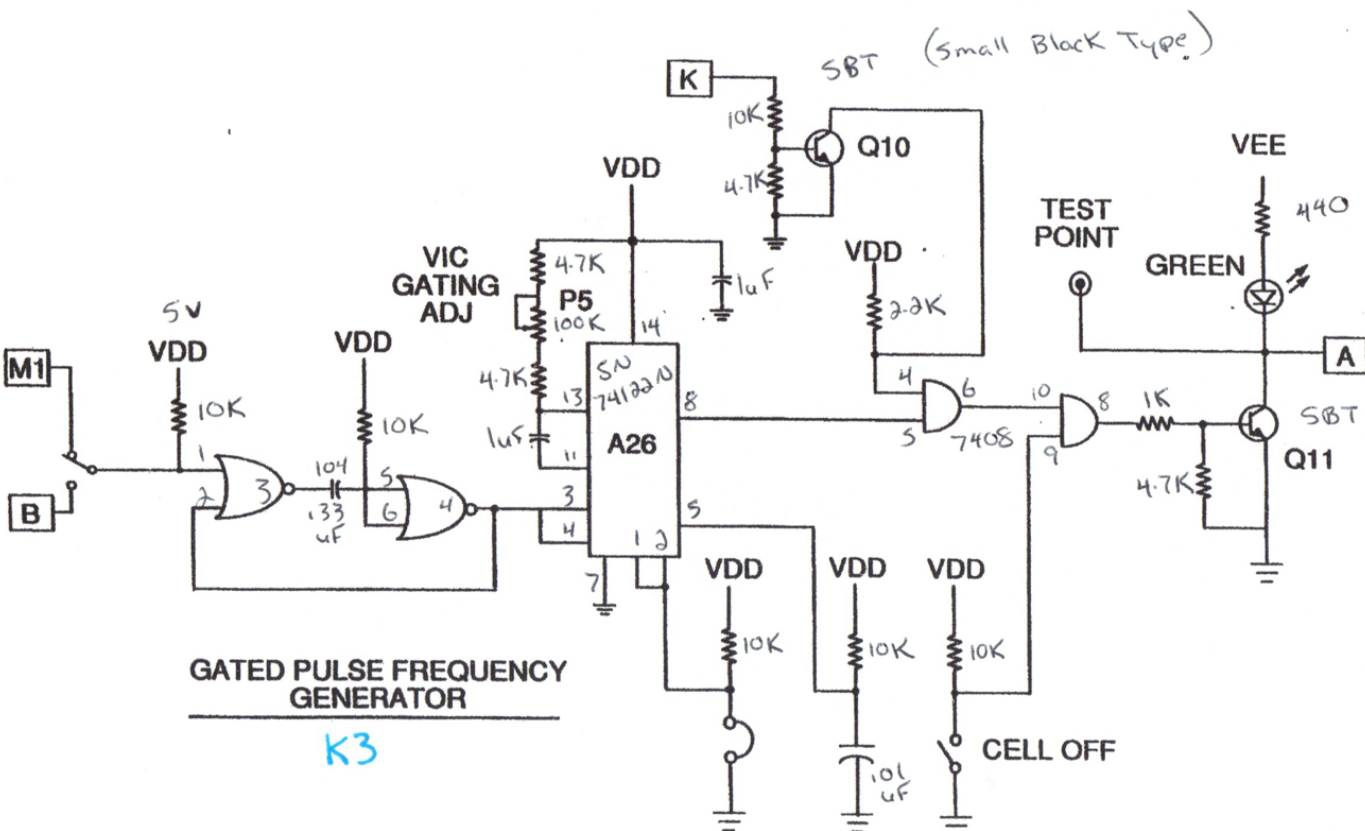 SBT (Small Black Type)
K
10K
4.7K
Q10
VDD
VEE
440
TEST
POINT
GREEN
A
VIC
GATING
ADJ
4.7K
P5
100K
4.7K
1uF
1uF
14
VDD
2.2K
5V
VDD
VDD
M1
B
10K
10K
1
2
3
104
.33
uF
5
6
4
SN
74122N
A26
13
11
3
4
7
1 2
8
5
4
5
6
7408
10
9
8
1K
4.7K
SBT
Q11
VDD
VDD
VDD
10K
10K
10K
.01
uF
CELL OFF
GATED PULSE FREQUENCY
GENERATOR
K3